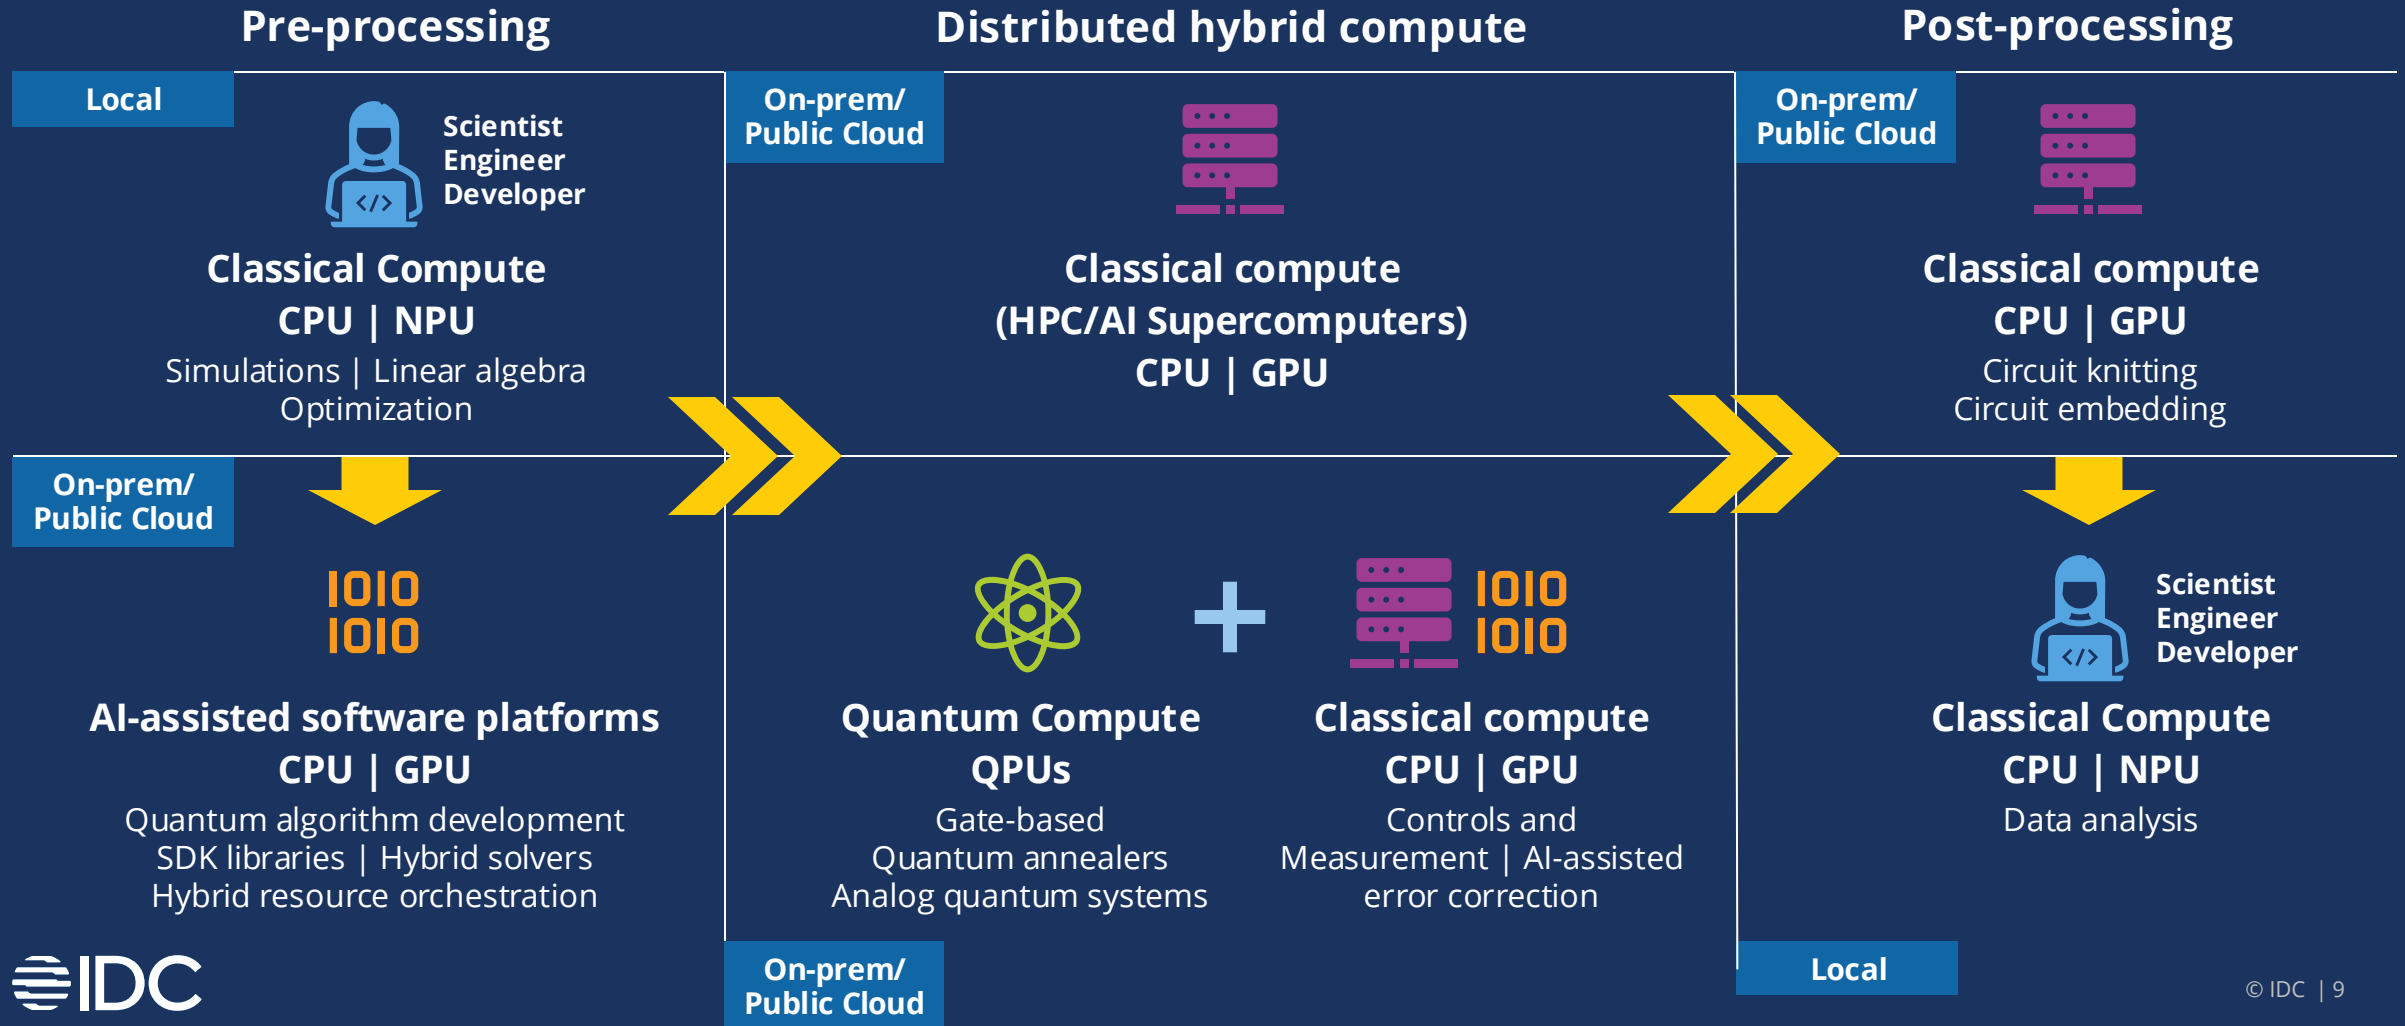 Pre-processing
Local
Scientist
Engineer
Developer
Classical Compute
CPU | NPU
Simulations | Linear algebra
Optimization
On-prem/
Public Cloud
1010
1010
AI-assisted software platforms
CPU | GPU
Quantum algorithm development
SDK libraries | Hybrid solvers
Hybrid resource orchestration
Distributed hybrid compute
On-prem/
Public Cloud
Classical compute
(HPC/AI Supercomputers)
CPU | GPU
Quantum Compute
QPUs
Gate-based
Quantum annealers
Analog quantum systems
+
1010
1010
Classical compute
CPU | GPU
Controls and
Measurement | AI-assisted
error correction
On-prem/
Public Cloud
Post-processing
On-prem/
Public Cloud
Classical compute
CPU | GPU
Circuit knitting
Circuit embedding
Scientist
Engineer
Developer
</>
Classical Compute
CPU | NPU
Data analysis
Local
IDC
© IDC | 9